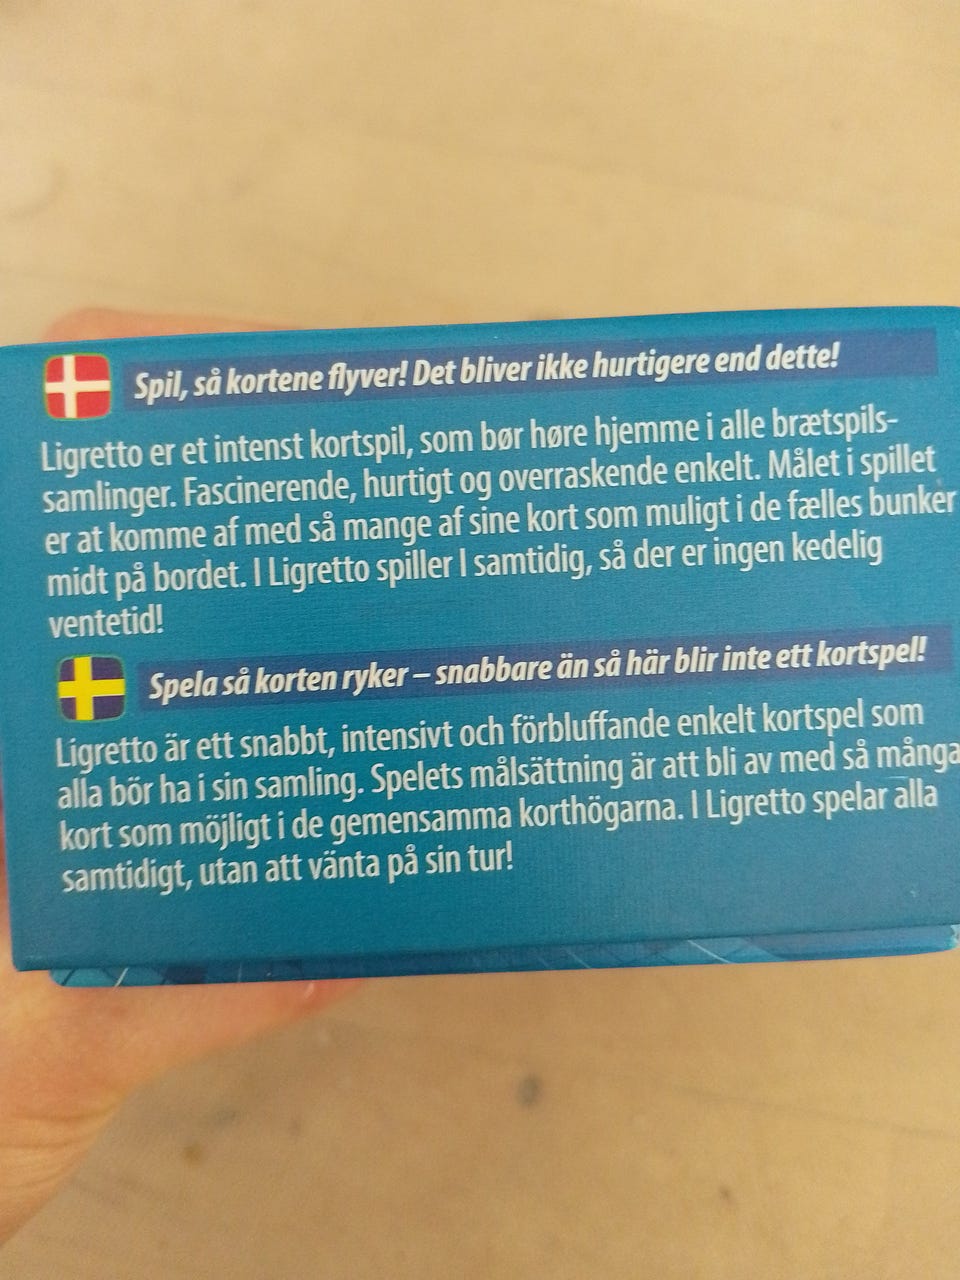 Spil, så kortene flyver! Det bliver ikke hurtigere end dette!
Ligretto er et intenst kortspil, som bør høre hjemme i alle brætspils-
samlinger. Fascinerende, hurtigt og overraskende enkelt. Målet i spillet
er at komme af med så mange af sine kort som muligt i de fælles bunker
midt på bordet. I Ligretto spiller I samtidig, så der er ingen kedelig
ventetid!
Spela så korten ryker – snabbare än så här blir inte ett kortspel!
Ligretto är ett snabbt, intensivt och förbluffande enkelt kortspel som
alla bör ha i sin samling. Spelets målsättning är att bli av med så många
kort som möjligt i de gemensamma korthögarna. I Ligretto spelar alla
samtidigt, utan att vänta på sin tur!